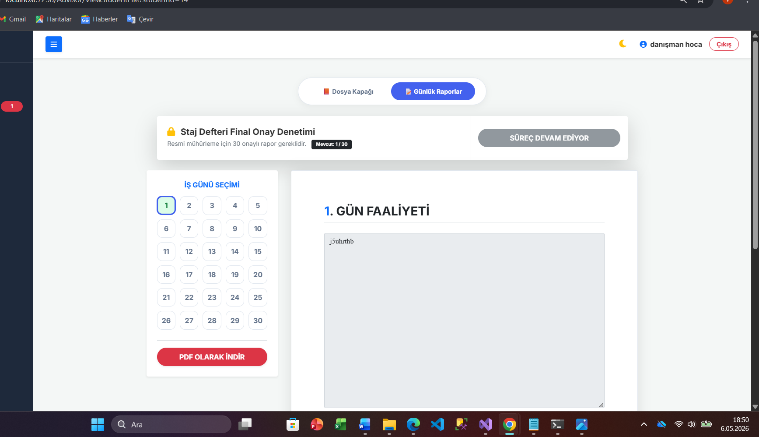 Gmail Haritalar Haberler Çevir
danışman hoca Çıkış
1
Dosya Kapağı Günlük Raporlar
Staj Defteri Final Onay Denetimi
Resmi mühürleme için 30 onaylı rapor gereklidir. Mevcut: 1 / 30
SÜREÇ DEVAM EDİYOR
İŞ GÜNÜ SEÇİMİ
1 2 3 4 5
6 7 8 9 10
11 12 13 14 15
16 17 18 19 20
21 22 23 24 25
26 27 28 29 30
PDF OLARAK İNDİR
1. GÜN FAALİYETİ
Ara
18:50
6.05.2026